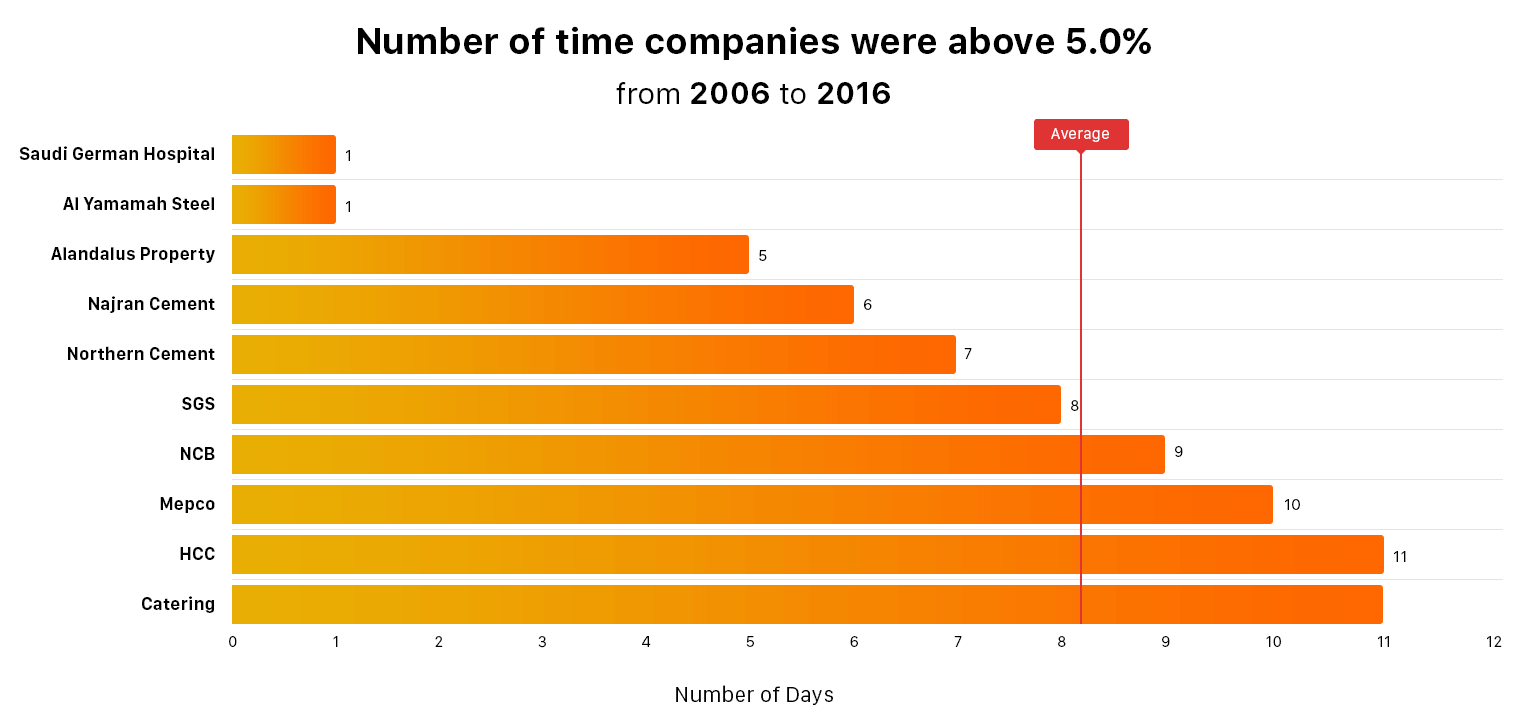 Number of time companies were above 5.0%
from 2006 to 2016
Average
Saudi German Hospital 1
Al Yamamah Steel 1
Alandalus Property 5
Najran Cement 6
Northern Cement 7
SGS 8
NCB 9
Mepco 10
HCC 11
Catering
0 1 2 3 4 5 6 7 8 9 10 11 12
Number of Days